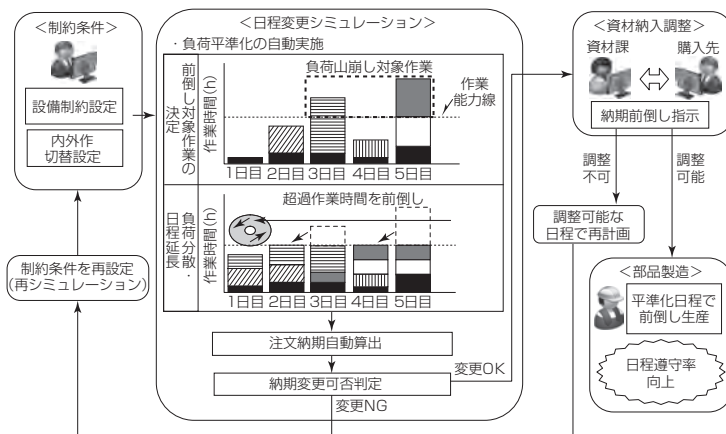 ＜制約条件＞
設備制約設定
内外作
切替設定
制約条件を再設定
(再シミュレーション)
＜日程変更シミュレーション＞
・負荷平準化の自動実施
前倒し対象作業の
決定
作業時間(h)
負荷山崩し対象作業
作業
能力線
1日目 2日目 3日目 4日目 5日目
負荷分散・
日程延長
作業時間(h)
超過作業時間を前倒し
1日目 2日目 3日目 4日目 5日目
注文納期自動算出
納期変更可否判定
変更OK
変更NG
＜資材納入調整＞
資材課
購入先
納期前倒し指示
調整
不可
調整
可能
調整可能な
日程で再計画
＜部品製造＞
平準化日程で
前倒し生産
日程遵守率
向上